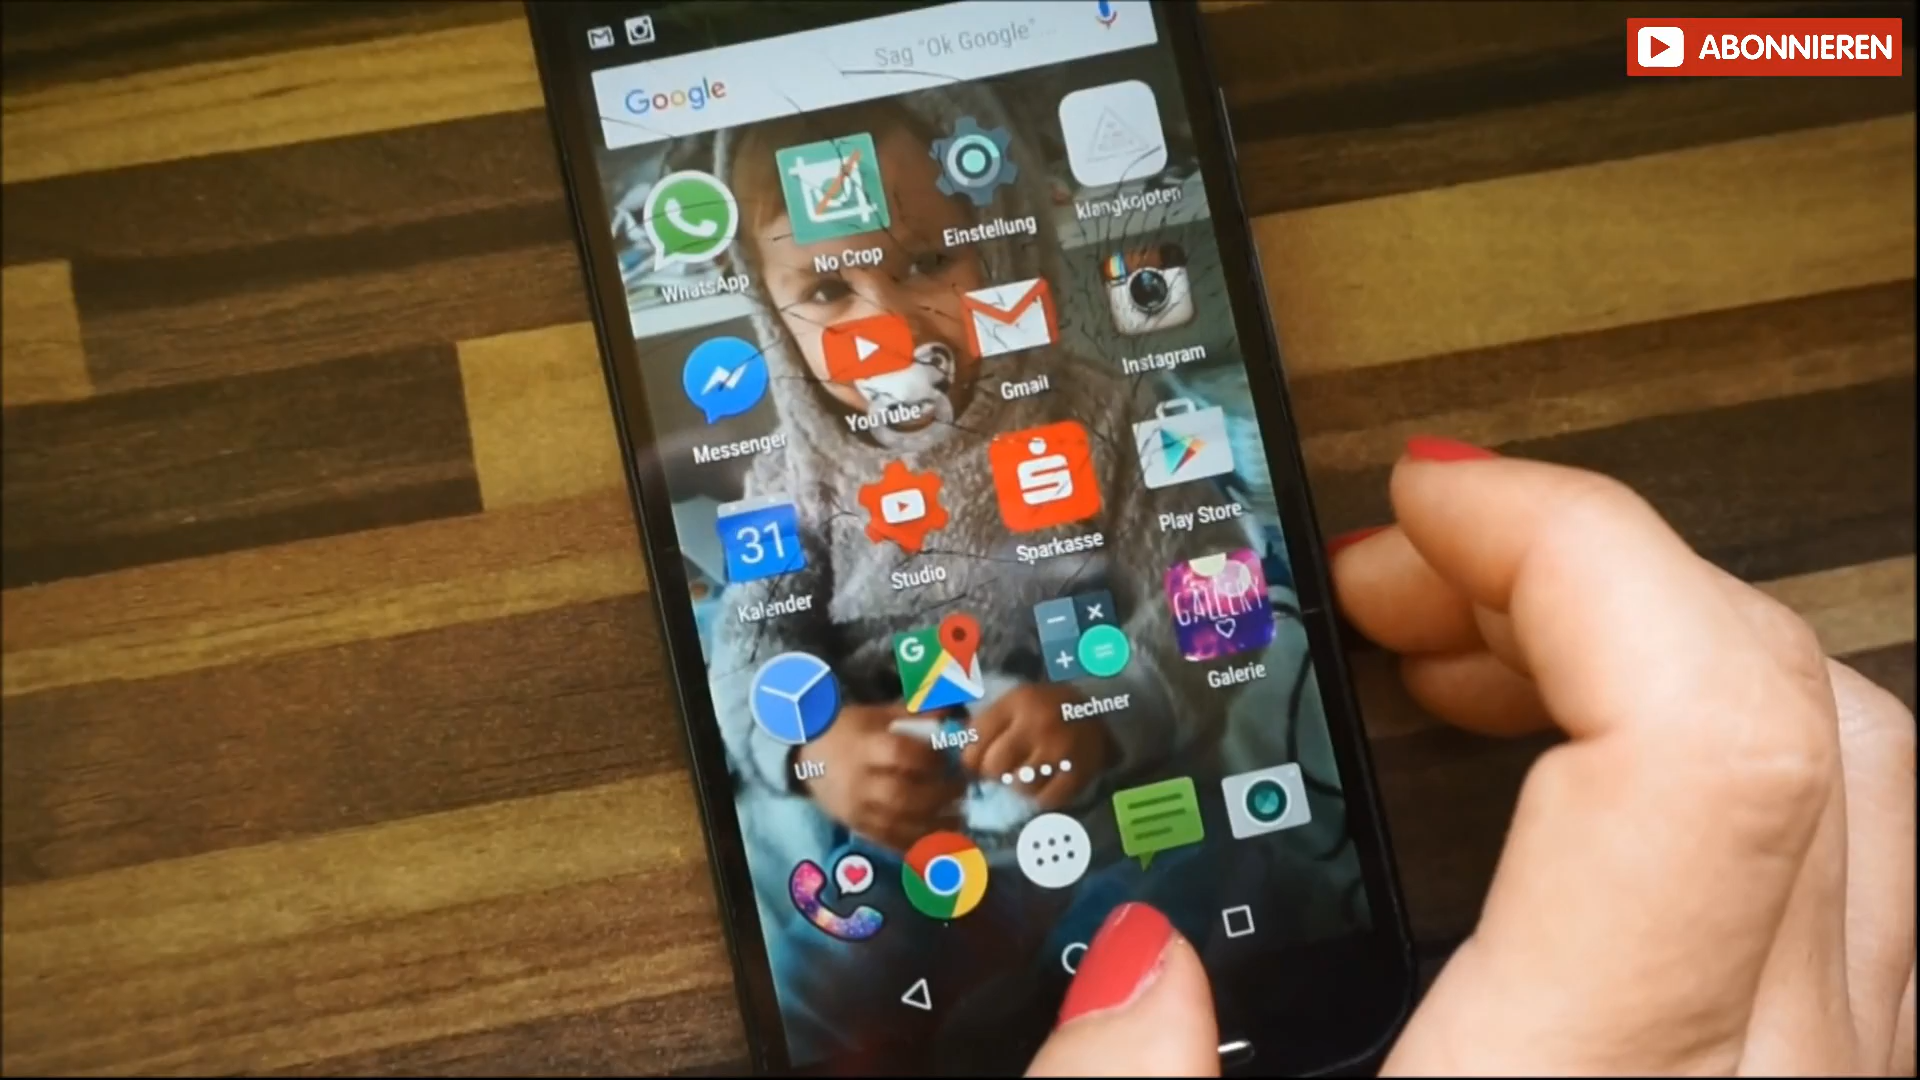 ABONNIEREN
Sag "Ok Google"
Google
WhatsApp
No Crop
Einstellung
klangkojoten
Messenger
YouTube
Gmail
Instagram
31
Kalender
Studio
Sparkasse
Play Store
Uhr
G
Maps
Rechner
GALLERY
Galerie